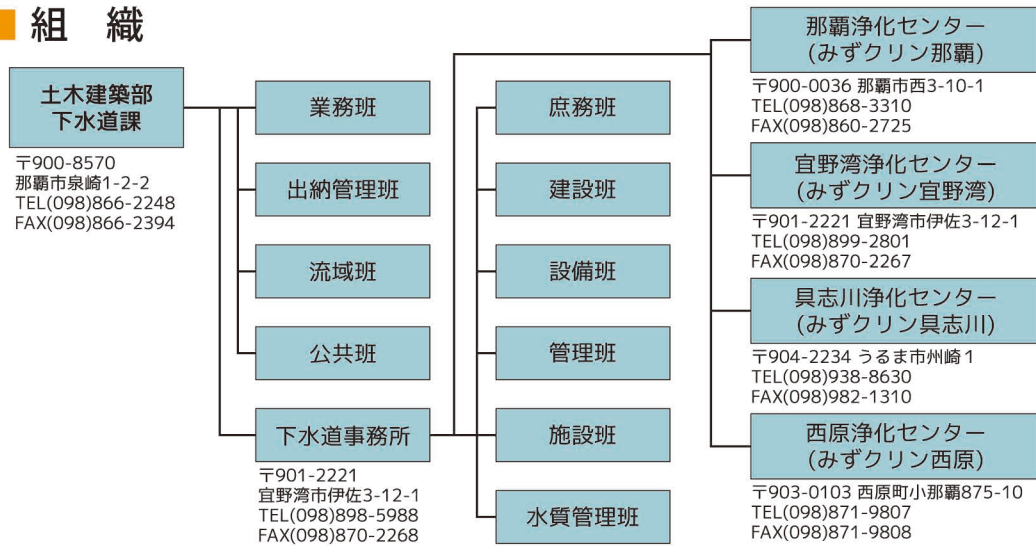 組織
土木建築部
下水道課
〒900-8570
那覇市泉崎1-2-2
TEL(098)866-2248
FAX(098)866-2394
業務班
出納管理班
流域班
公共班
下水道事務所
〒901-2221
宜野湾市伊佐3-12-1
TEL(098)898-5988
FAX(098)870-2268
庶務班
建設班
設備班
管理班
施設班
水質管理班
那覇浄化センター
(みずクリン那覇)
〒900-0036 那覇市西3-10-1
TEL(098)868-3310
FAX(098)860-2725
宜野湾浄化センター
(みずクリン宜野湾)
〒901-2221 宜野湾市伊佐3-12-1
TEL(098)899-2801
FAX(098)870-2267
具志川浄化センター
(みずクリン具志川)
〒904-2234 うるま市州崎1
TEL(098)938-8630
FAX(098)982-1310
西原浄化センター
(みずクリン西原)
〒903-0103 西原町小那覇875-10
TEL(098)871-9807
FAX(098)871-9808